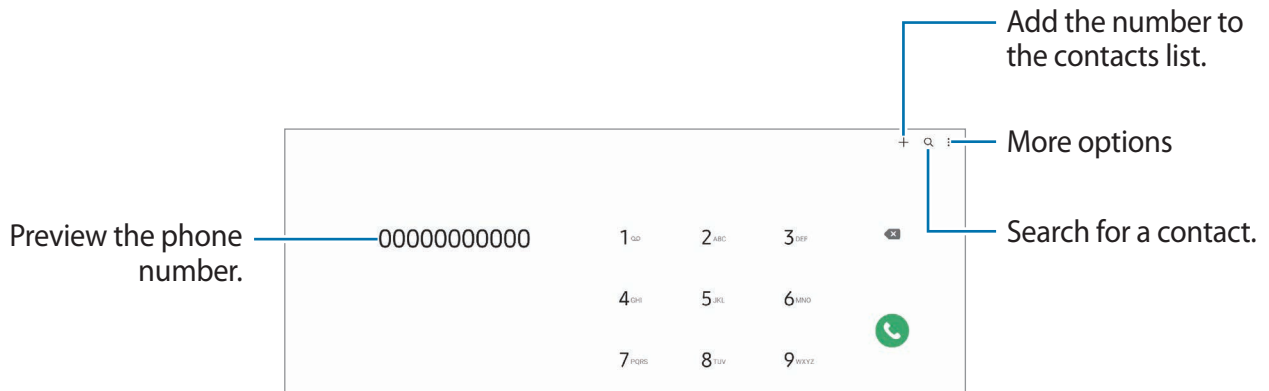 Add the number to
the contacts list.
More options
Preview the phone
number.
00000000000
1
2 ABC
3 DEF
Search for a contact.
4 GHI
5 JKL
6 MNO
7 PQRS
8 TUV
9 WXYZ